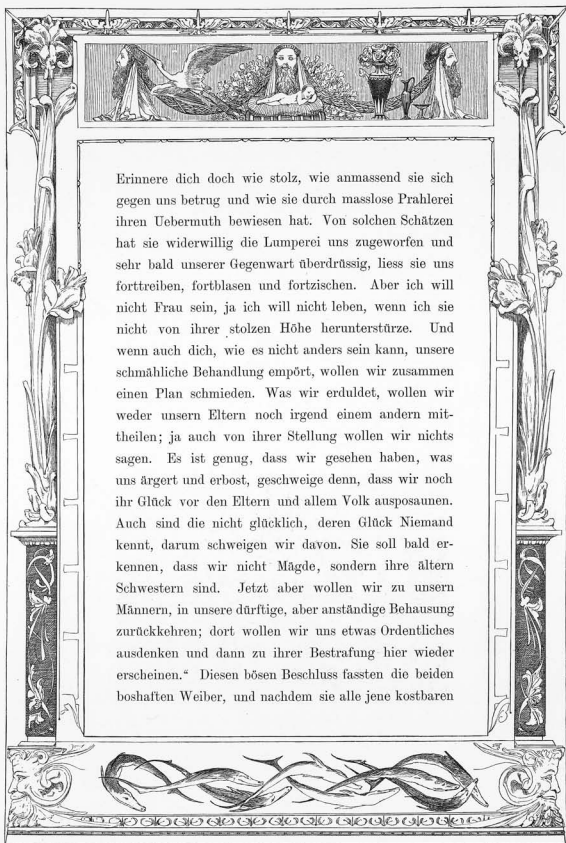 Erinnere dich doch wie stolz, wie anmassend sie sich
gegen uns betrug und wie sie durch masslose Prahlerei
ihren Uebermuth bewiesen hat. Von solchen Schätzen
hat sie widerwillig die Lumperei uns zugeworfen und
sehr bald unserer Gegenwart überdrüssig, liess sie uns
forttreiben, fortblasen und fortzischen. Aber ich will
nicht Frau sein, ja ich will nicht leben, wenn ich sie
nicht von ihrer stolzen Höhe herunterstürze. Und
wenn auch dich, wie es nicht anders sein kann, unsere
schmähliche Behandlung empört, wollen wir zusammen
einen Plan schmieden. Was wir erduldet, wollen wir
weder unsern Eltern noch irgend einem andern mit-
theilen; ja auch von ihrer Stellung wollen wir nichts
sagen. Es ist genug, dass wir gesehen haben, was
uns ärgert und erbost, geschweige denn, dass wir noch
ihr Glück vor den Eltern und allem Volk ausposaunen.
Auch sind die nicht glücklich, deren Glück Niemand
kennt, darum schweigen wir davon. Sie soll bald er-
kennen, dass wir nicht Mägde, sondern ihre ältern
Schwestern sind. Jetzt aber wollen wir zu unsern
Männern, in unsere dürftige, aber anständige Behausung
zurückkehren; dort wollen wir uns etwas Ordentliches
ausdenken und dann zu ihrer Bestrafung hier wieder
erscheinen.“ Diesen bösen Beschluss fassten die beiden
boshaften Weiber, und nachdem sie alle jene kostbaren